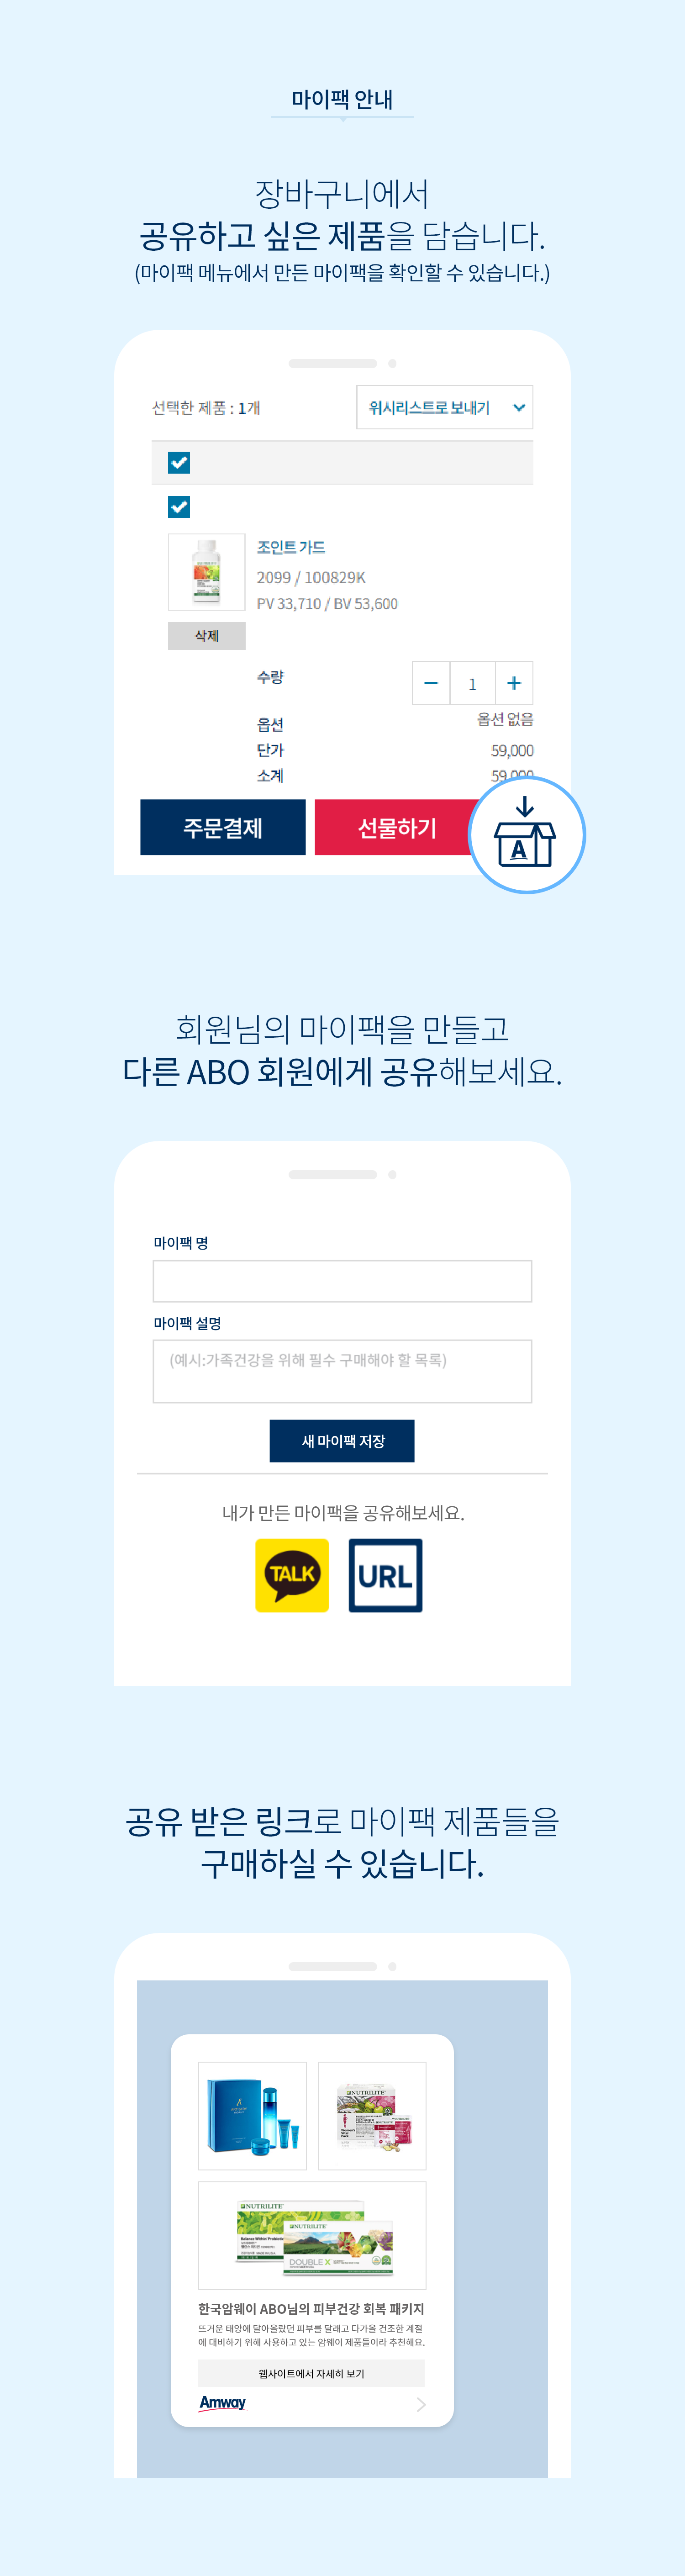 마이팩 안내
장바구니에서
공유하고 싶은 제품을 담습니다.
(마이팩 메뉴에서 만든 마이팩을 확인할 수 있습니다.)
선택한 제품 : 1개
위시리스트로 보내기
조인트 가드
2099 / 100829K
PV 33,710 / BV 53,600
삭제
수량
1
옵션
옵션 없음
단가
59,000
소계
59,000
주문결제
선물하기
A
회원님의 마이팩을 만들고
다른 ABO 회원에게 공유해보세요.
마이팩 명
마이팩 설명
(예시:가족건강을 위해 필수 구매해야 할 목록)
새 마이팩 저장
내가 만든 마이팩을 공유해보세요.
TALK
URL
공유 받은 링크로 마이팩 제품들을
구매하실 수 있습니다.
NUTRILITE
NUTRILITE
NUTRILITE
DOUBLE X
한국암웨이 ABO님의 피부건강 회복 패키지
뜨거운 태양에 달아올랐던 피부를 달래고 다가올 건조한 계절
에 대비하기 위해 사용하고 있는 암웨이 제품들이라 추천해요.
웹사이트에서 자세히 보기
Amway